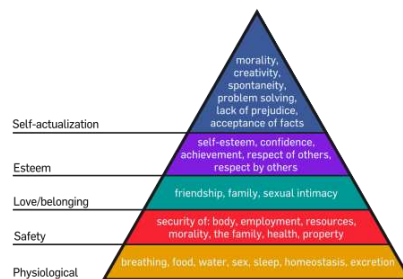 morality,
creativity,
spontaneity,
problem solving,
lack of prejudice,
acceptance of facts
Self-actualization
self-esteem, confidence,
achievement, respect of others,
respect by others
Esteem
friendship, family, sexual intimacy
Love/belonging
security of: body, employment, resources,
morality, the family, health, property
Safety
breathing, food, water, sex, sleep, homeostasis, excretion
Physiological